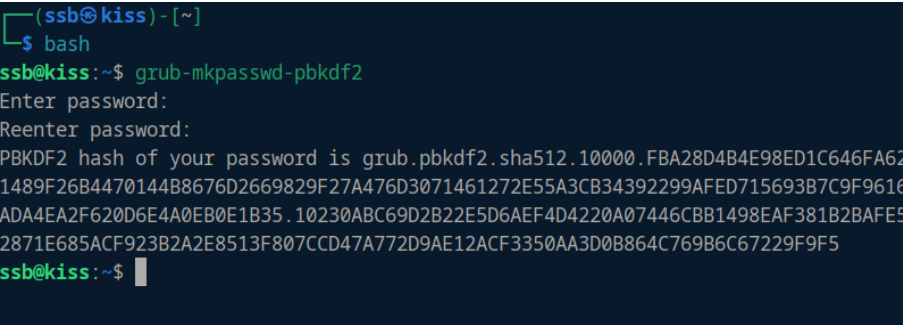 ┌──(ssb㉿kiss)-[~]
└─$ bash
ssb@kiss:~$ grub-mkpasswd-pbkdf2
Enter password:
Reenter password:
PBKDF2 hash of your password is grub.pbkdf2.sha512.10000.FBA28D4B4E98ED1C646FA62
1489F26B4470144B8676D2669829F27A476D3071461272E55A3CB34392299AFED715693B7C9F9616
ADA4EA2F620D6E4A0EB0E1B35.10230ABC69D2B22E5D6AEF4D4220A07446CBB1498EAF381B2BAFE5
2871E685ACF923B2A2E8513F807CCD47A772D9AE12ACF3350AA3D0B864C769B6C67229F9F5
ssb@kiss:~$